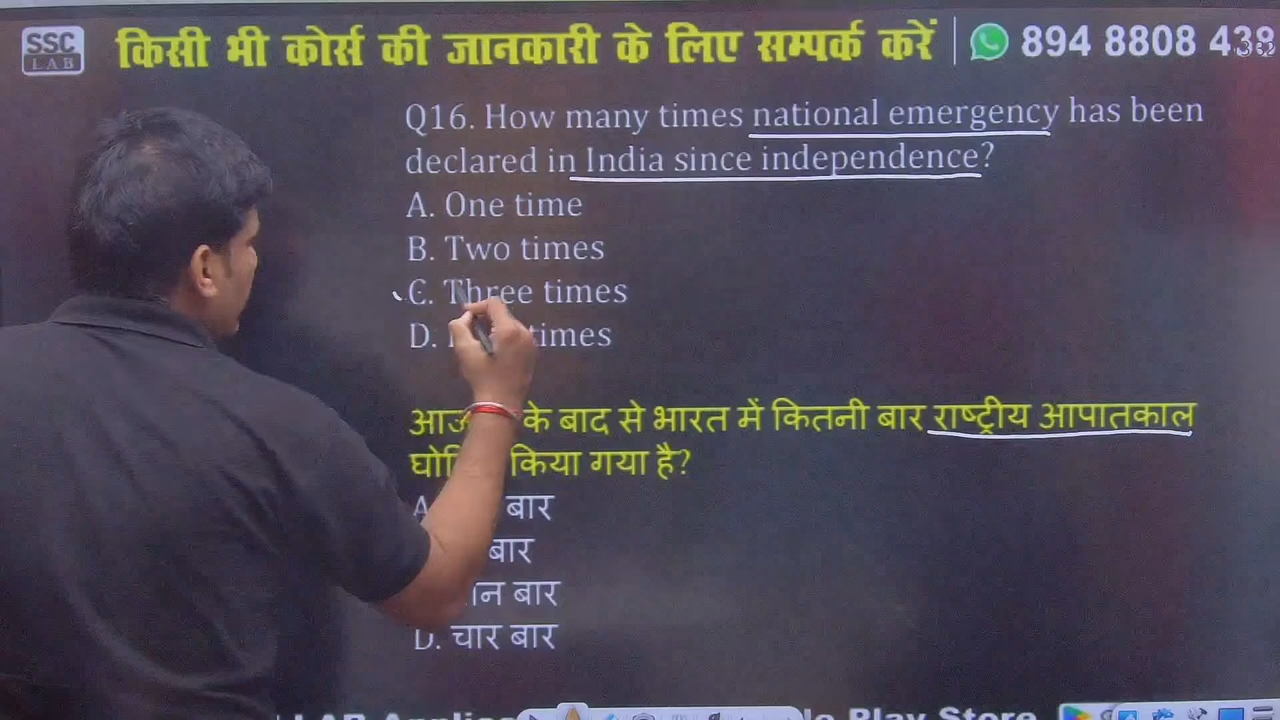 SSC
LAB
किसी भी कोर्स की जानकारी के लिए सम्पर्क करें
894 8808 438
Q16. How many times national emergency has been
declared in India since independence?
A. One time
B. Two times
C. Three times
D. times
के बाद से भारत में कितनी बार राष्ट्रीय आपातकाल
किया गया है?
बार
बार
बार
D. चार बार
LAB
Play Store